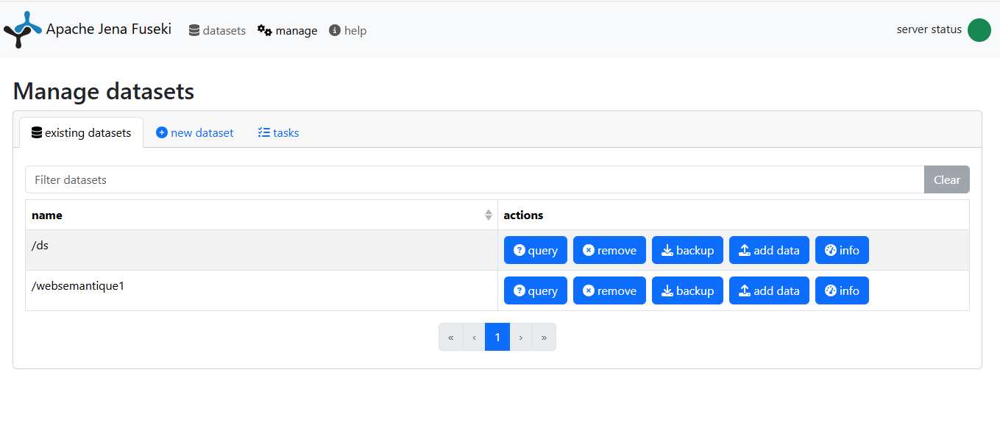 Apache Jena Fuseki datasets manage help server status
Manage datasets
existing datasets new dataset tasks
Filter datasets Clear
name actions
/ds query remove backup add data info
/websemantique1 query remove backup add data info
« ‹ 1 › »